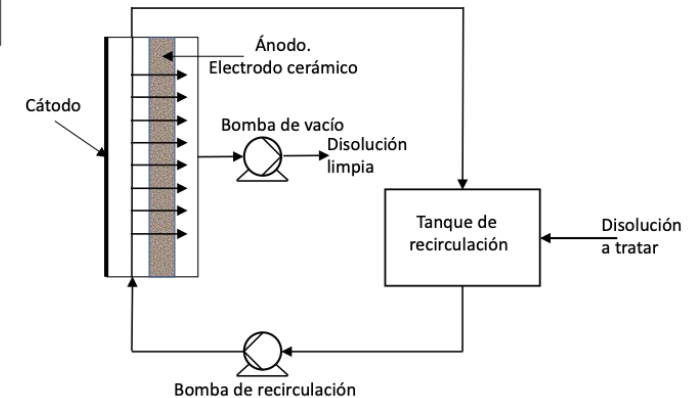 Ánodo.
Electrodo cerámico
Cátodo
Bomba de vacío
Disolución
limpia
Tanque de
recirculación
Disolución
a tratar
Bomba de recirculación